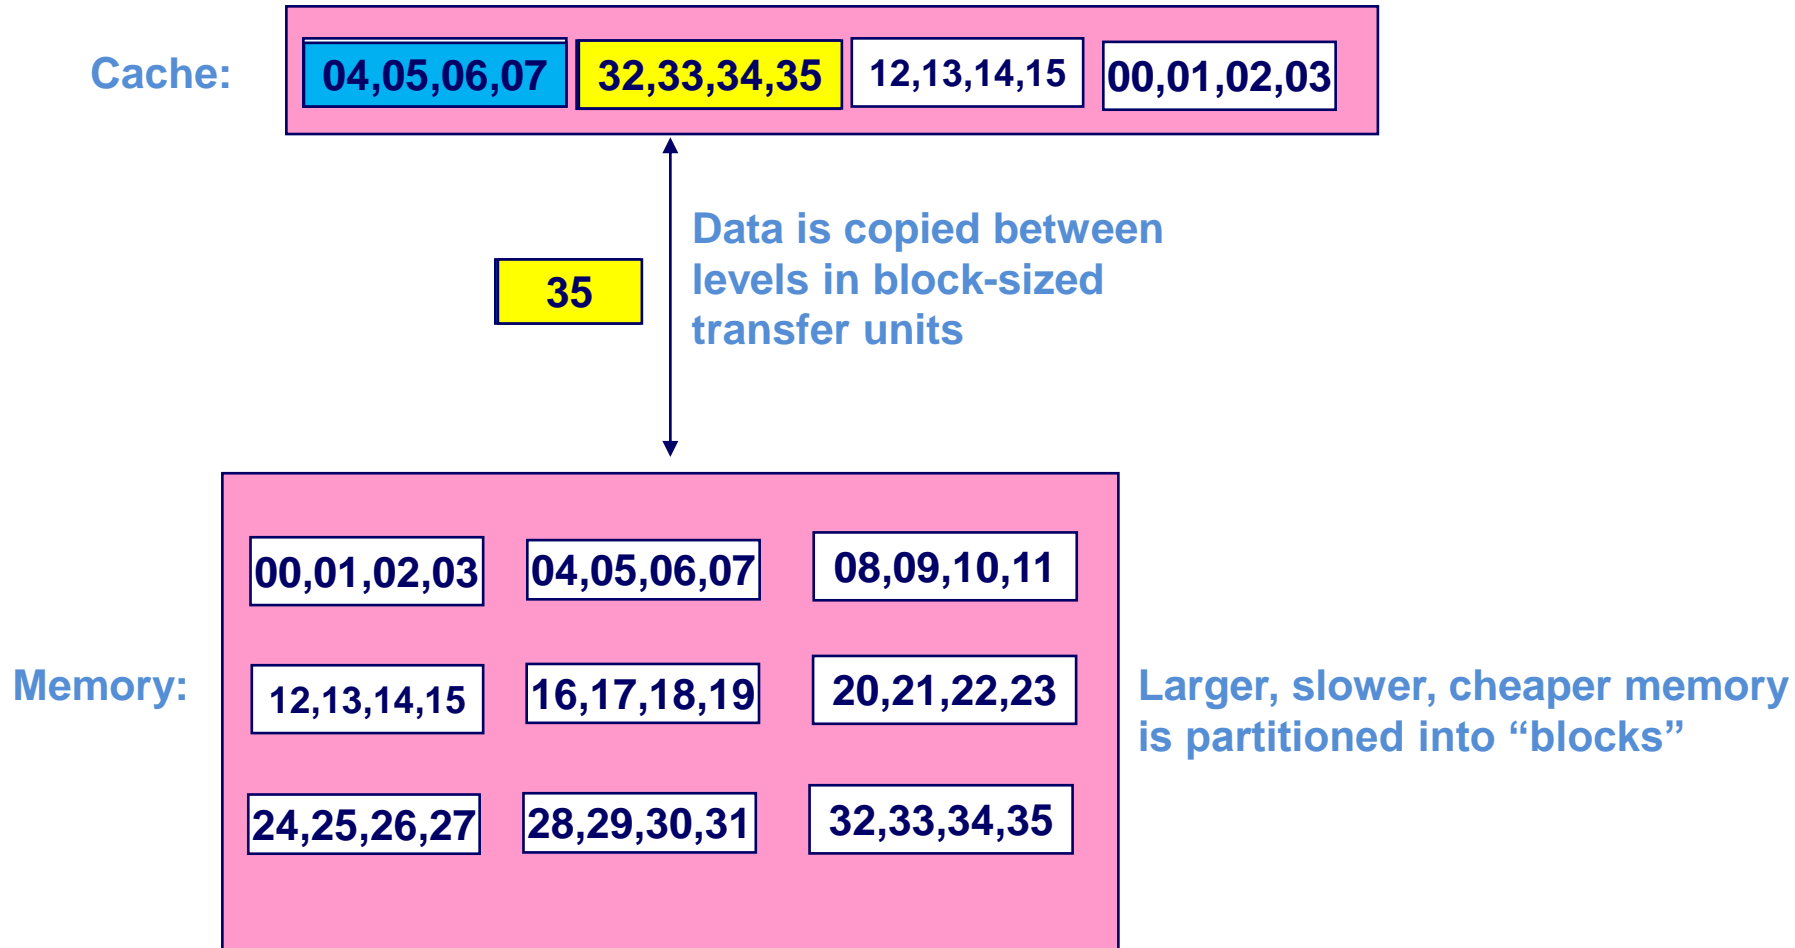 Cache:
04,05,06,07
32,33,34,35
12,13,14,15
00,01,02,03
Data is copied between
levels in block-sized
transfer units
35
00,01,02,03
04,05,06,07
08,09,10,11
Memory:
12,13,14,15
16,17,18,19
20,21,22,23
Larger, slower, cheaper memory
is partitioned into “blocks”
24,25,26,27
28,29,30,31
32,33,34,35